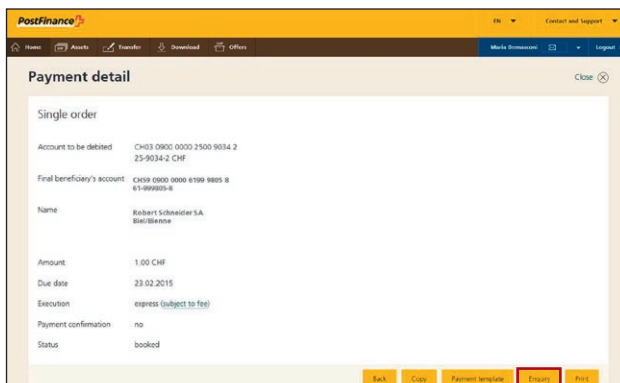 PostFinance
EN Contact and Support
Home Assets Transfer Download Offers Maria Bernasconi Logout
Payment detail Close
Single order
Account to be debited CH03 0900 0000 2500 9034 2
25-9034-2 CHF
Final beneficiary's account CH59 0900 0000 6199 9805 8
61-999805-8
Name Robert Schneider SA
Biel/Bienne
Amount 1.00 CHF
Due date 23.02.2015
Execution express (subject to fee)
Payment confirmation no
Status booked
Back Copy Payment template Enquiry Print